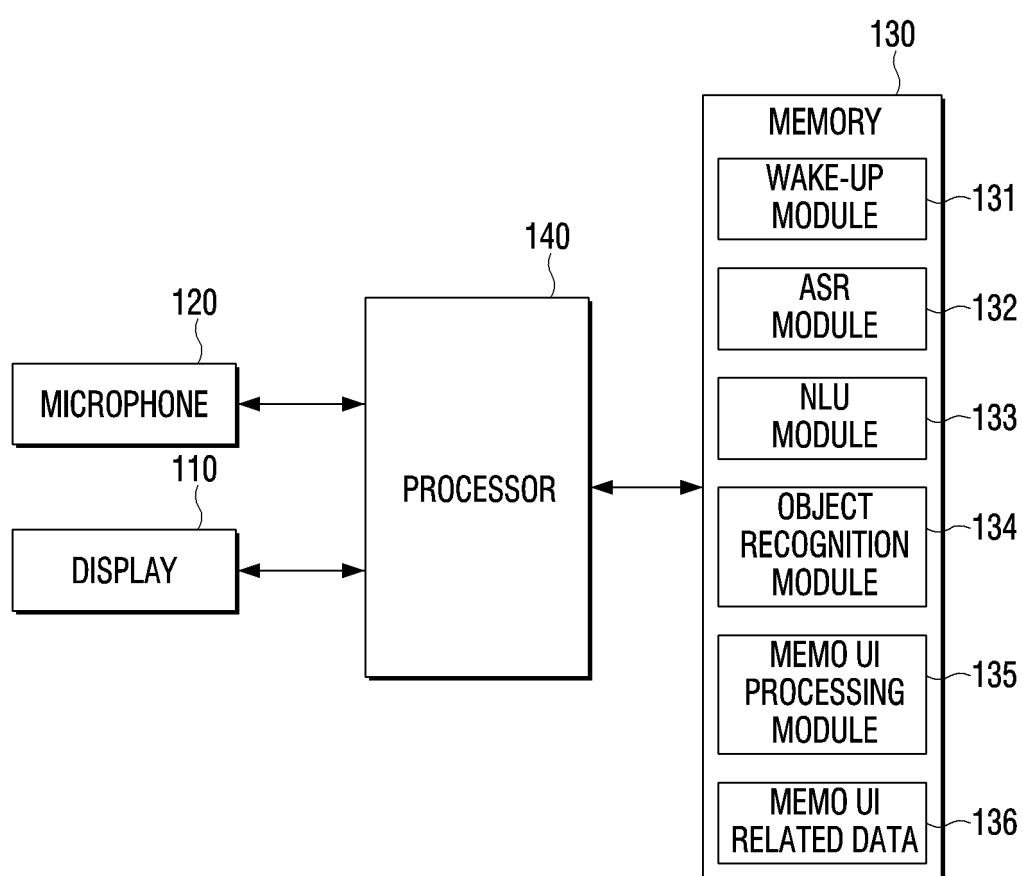 130
MEMORY
WAKE-UP
MODULE
131
140
ASR
MODULE
132
120
MICROPHONE
NLU
MODULE
133
110
PROCESSOR
OBJECT
RECOGNITION
MODULE
134
DISPLAY
MEMO UI
PROCESSING
MODULE
135
MEMO UI
RELATED DATA
136